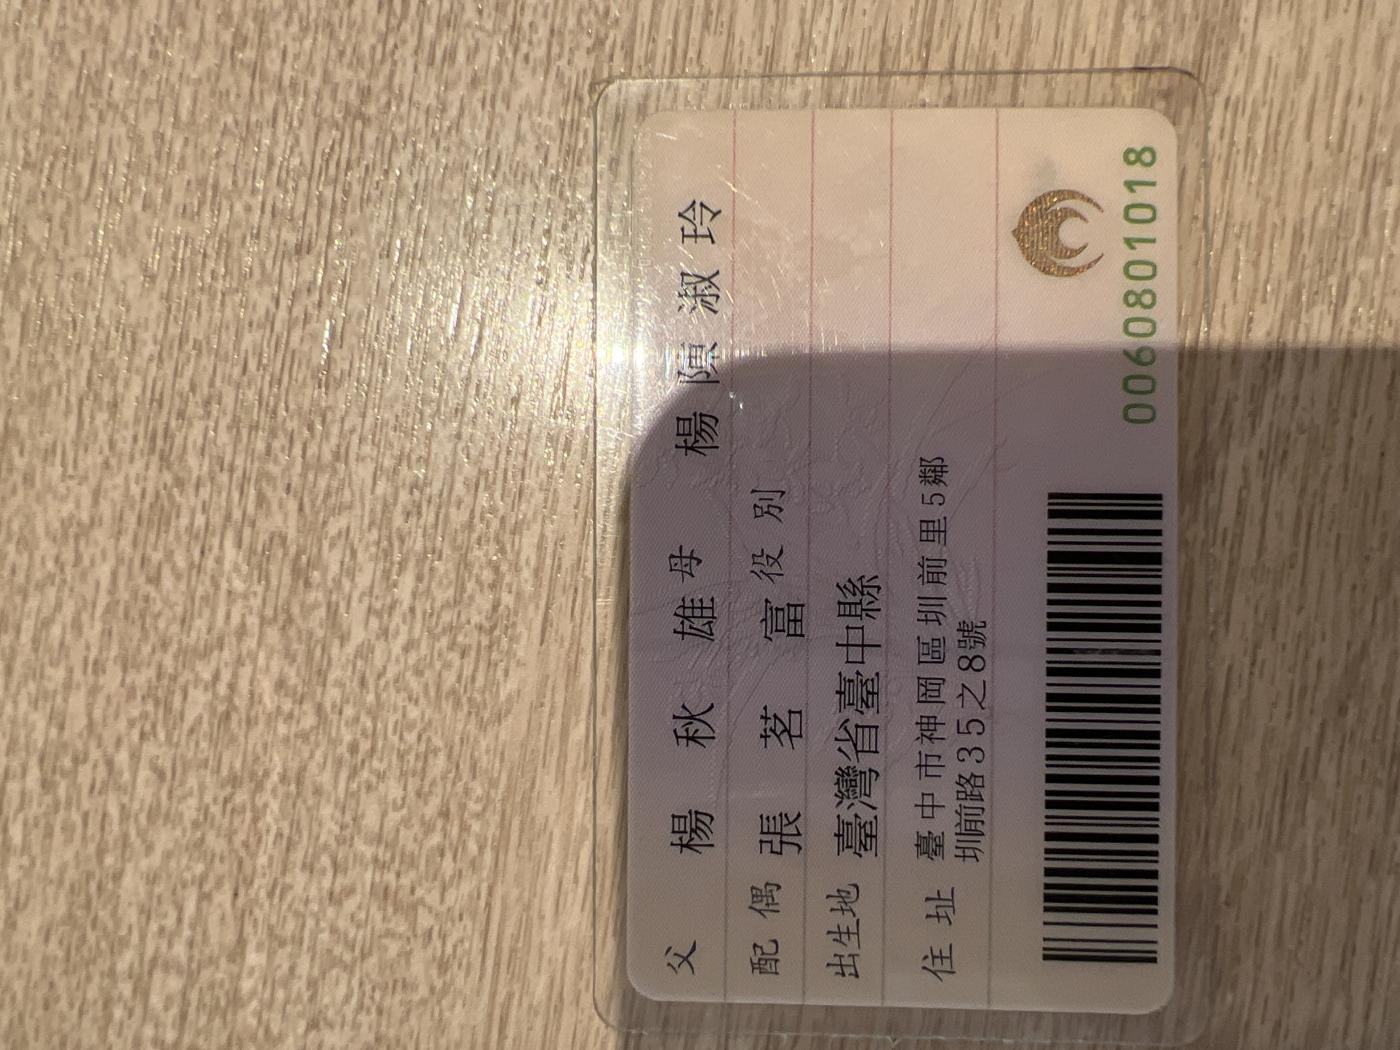 父 楊秋雄 母 楊陳淑玲
配偶 張茗富 役別
出生地 臺灣省臺中縣
住址 臺中市神岡區圳前里5鄰
圳前路35之8號
0060801018